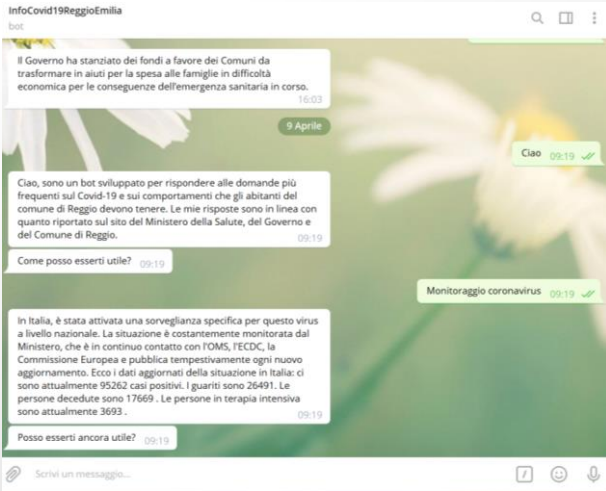 InfoCovid19ReggioEmilia
bot
Il Governo ha stanziato dei fondi a favore dei Comuni da
trasformare in aiuti per la spesa alle famiglie in difficoltà
economica per le conseguenze dell'emergenza sanitaria in corso.
16:03
9 Aprile
Ciao 09:19
Ciao, sono un bot sviluppato per rispondere alle domande più
frequenti sul Covid-19 e sui comportamenti che gli abitanti del
comune di Reggio devono tenere. Le mie risposte sono in linea con
quanto riportato sul sito del Ministero della Salute, del Governo e
del Comune di Reggio.
09:19
Come posso esserti utile? 09:19
Monitoraggio coronavirus 09:19
In Italia, è stata attivata una sorveglianza specifica per questo virus
a livello nazionale. La situazione è costantemente monitorata dal
Ministero, che è in continuo contatto con l'OMS, l'ECDC, la
Commissione Europea e pubblica tempestivamente ogni nuovo
aggiornamento. Ecco i dati aggiornati della situazione in Italia: ci
sono attualmente 95262 casi positivi. I guariti sono 26491. Le
persone decedute sono 17669 . Le persone in terapia intensiva
sono attualmente 3693 .
09:19
Posso esserti ancora utile? 09:19
Scrivi un messaggio...